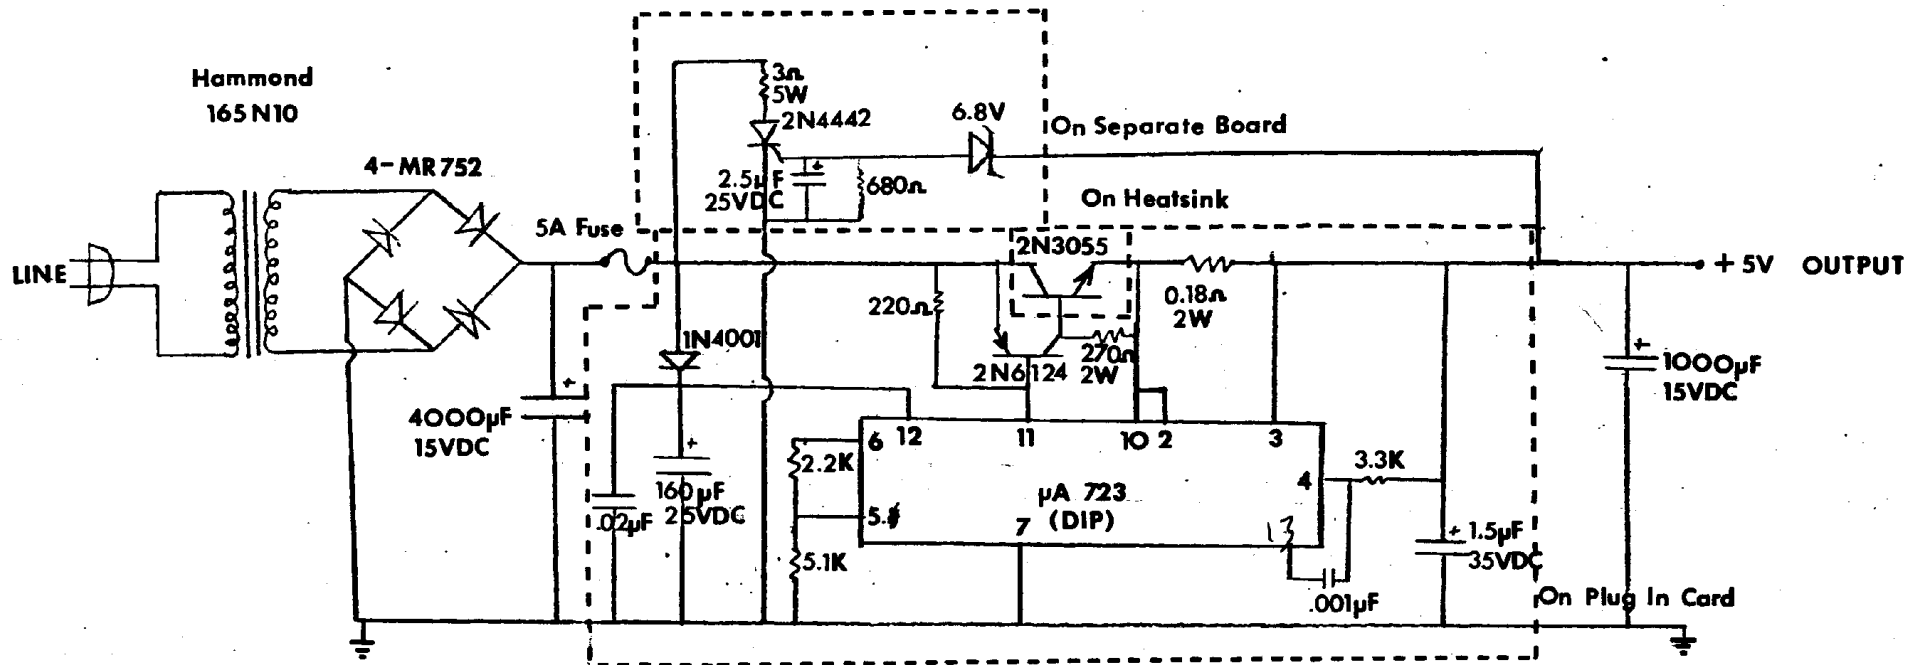 Hammond
165 N10
4-MR752
LINE
5A Fuse
3Ω
5W
2N4442
6.8V
On Separate Board
2.5µF
25VDC
680Ω
On Heatsink
2N3055
220Ω
0.18Ω
2W
+ 5V OUTPUT
1N4001
2N6124
270Ω
2W
+
1000µF
15VDC
+
4000µF
15VDC
+
160µF
25VDC
.02µF
2.2K
5.1K
6
12
11
10
2
3
4
5.
7
13
µA 723
(DIP)
3.3K
+
1.5µF
35VDC
.001µF
On Plug In Card
+